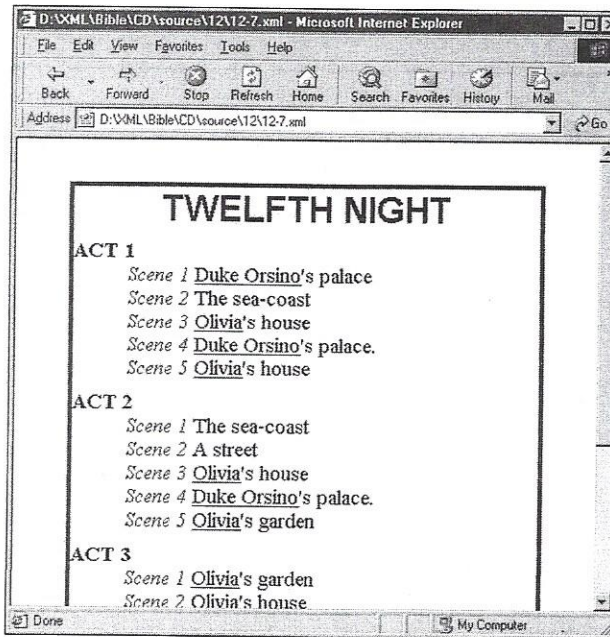 D:\XML\Bible\CD\source\12\12-7.xml - Microsoft Internet Explorer
File Edit View Favorites Tools Help
Back Forward Stop Refresh Home Search Favorites History Mail
Address D:\XML\Bible\CD\source\12\12-7.xml Go
TWELFTH NIGHT
ACT 1
Scene 1 Duke Orsino's palace
Scene 2 The sea-coast
Scene 3 Olivia's house
Scene 4 Duke Orsino's palace.
Scene 5 Olivia's house
ACT 2
Scene 1 The sea-coast
Scene 2 A street
Scene 3 Olivia's house
Scene 4 Duke Orsino's palace.
Scene 5 Olivia's garden
ACT 3
Scene 1 Olivia's garden
Scene 2 Olivia's house
Done My Computer